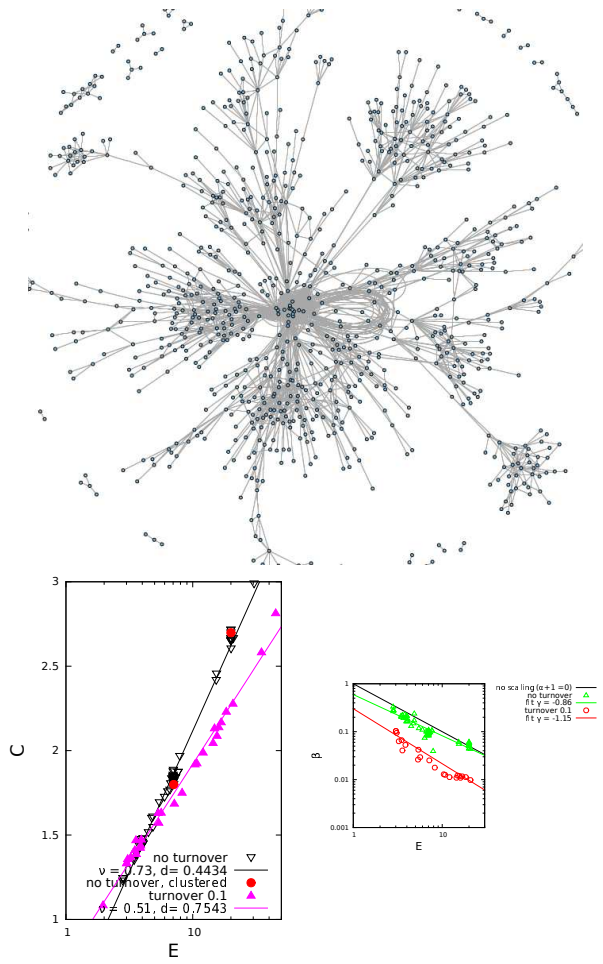 3
2.5
2
1.5
1
1
10
C
E
no turnover
ν = 0.73, d= 0.4434
no turnover, clustered
turnover 0.1
ν = 0.51, d= 0.7543
1
0.1
0.01
0.001
1
10
β
E
no scaling (α+1 =0)
no turnover
fit γ = -0.86
turnover 0.1
fit γ = -1.15